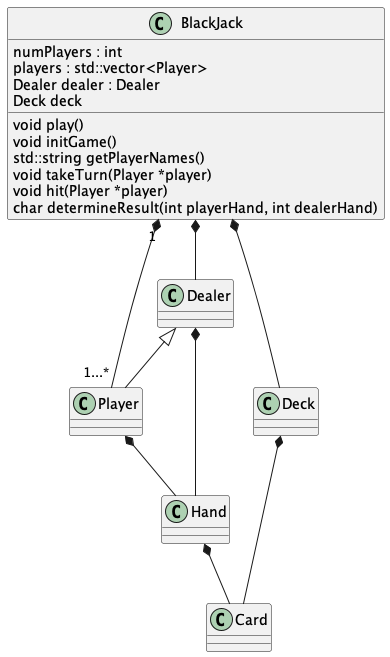 C BlackJack
numPlayers : int
players : std::vector<Player>
Dealer dealer : Dealer
Deck deck
void play()
void initGame()
std::string getPlayerNames()
void takeTurn(Player *player)
void hit(Player *player)
char determineResult(int playerHand, int dealerHand)
1
C Dealer
1...*
C Player
C Deck
C Hand
C Card